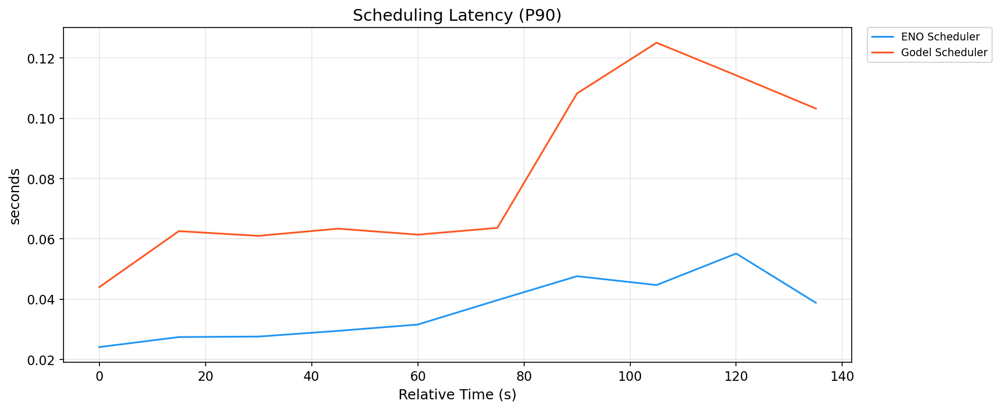 Scheduling Latency (P90)
ENO Scheduler
Godel Scheduler
seconds
0.12
0.10
0.08
0.06
0.04
0.02
0 20 40 60 80 100 120 140
Relative Time (s)